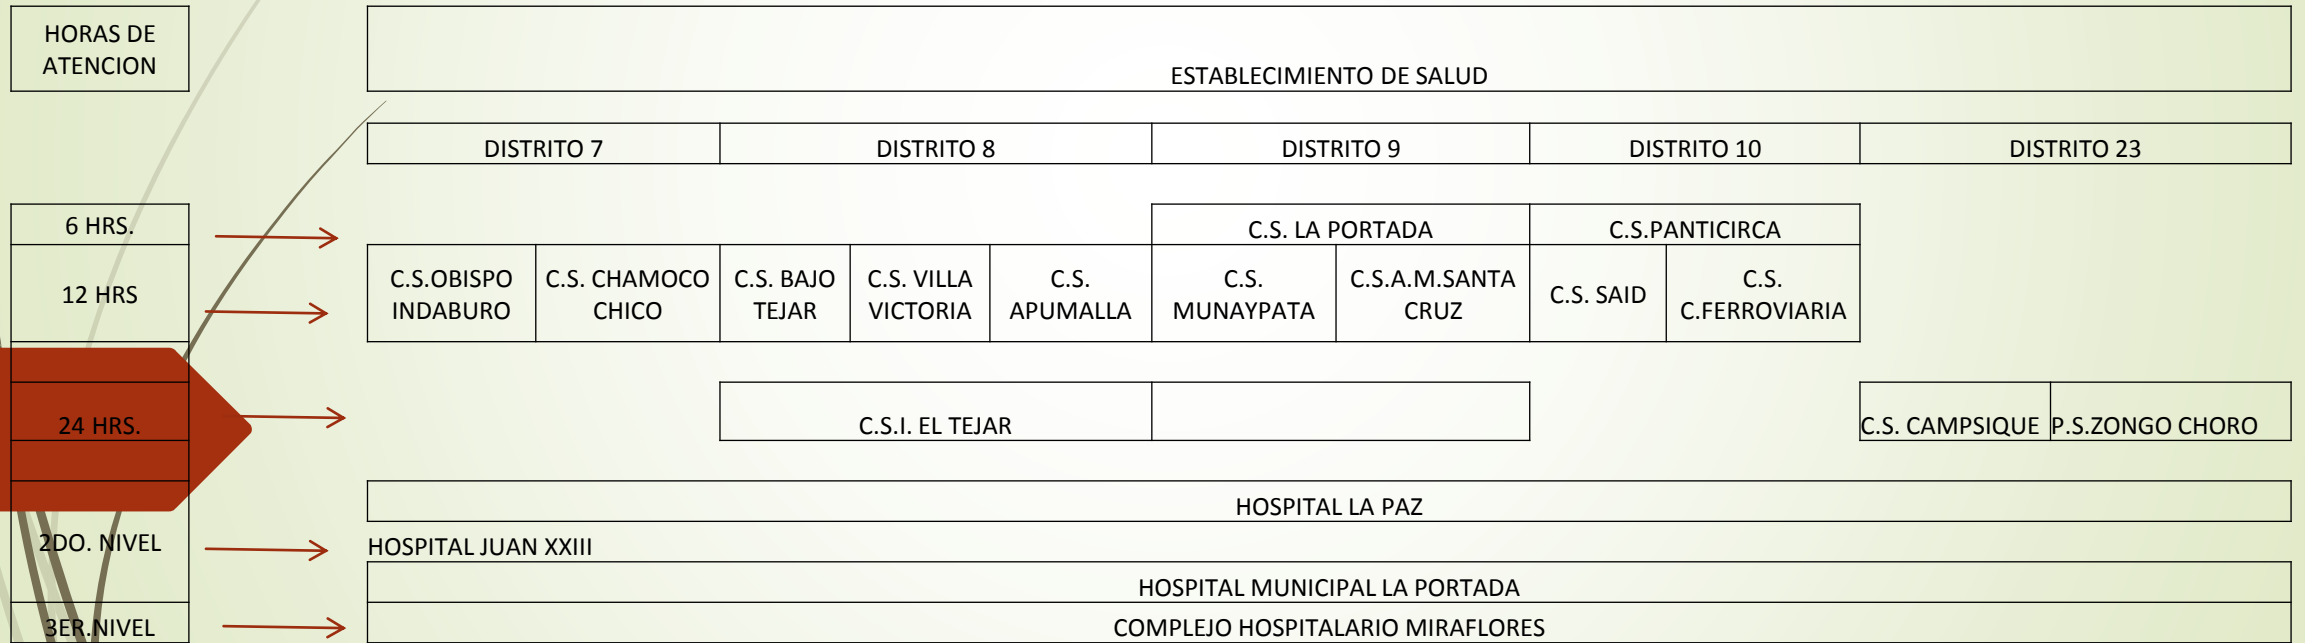 HORAS DE
ATENCION
ESTABLECIMIENTO DE SALUD
DISTRITO 7
DISTRITO 8
DISTRITO 9
DISTRITO 10
DISTRITO 23
6 HRS.
C.S. LA PORTADA
C.S.PANTICIRCA
12 HRS
C.S.OBISPO
INDABURO
C.S. CHAMOCO
CHICO
C.S. BAJO
TEJAR
C.S. VILLA
VICTORIA
C.S.
APUMALLA
C.S.
MUNAYPATA
C.S.A.M.SANTA
CRUZ
C.S. SAID
C.S.
C.FERROVIARIA
24 HRS.
C.S.I. EL TEJAR
C.S. CAMPSIQUE
P.S.ZONGO CHORO
HOSPITAL LA PAZ
2DO. NIVEL
HOSPITAL JUAN XXIII
HOSPITAL MUNICIPAL LA PORTADA
3ER.NIVEL
COMPLEJO HOSPITALARIO MIRAFLORES